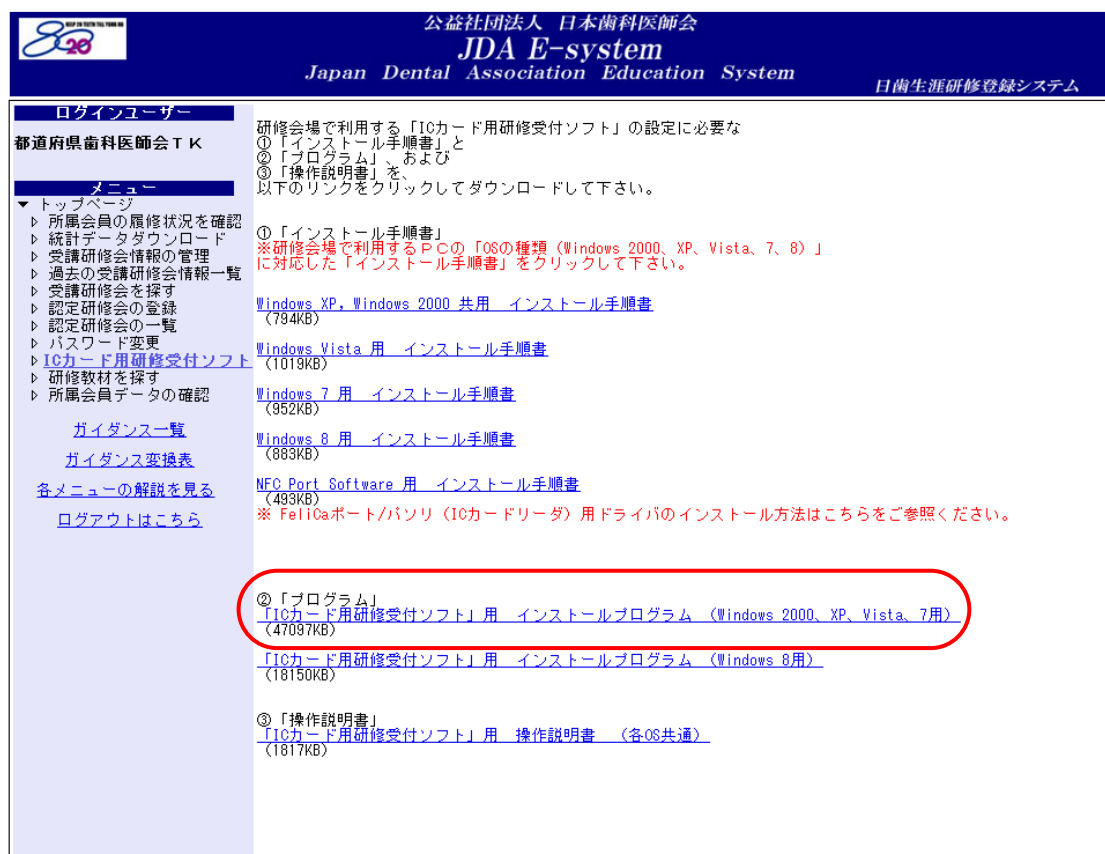 KEEP 20 TEETH TILL YOUR 80
8020
公益社団法人 日本歯科医師会
JDA E-system
Japan Dental Association Education System
日歯生涯研修登録システム
ログインユーザー
都道府県歯科医師会TK
メニュー
▼ トップページ
▷ 所属会員の履修状況を確認
▷ 統計データダウンロード
▷ 受講研修会情報の管理
▷ 過去の受講研修会情報一覧
▷ 受講研修会を探す
▷ 認定研修会の登録
▷ 認定研修会の一覧
▷ パスワード変更
▷ ICカード用研修受付ソフト
▷ 研修教材を探す
▷ 所属会員データの確認
ガイダンス一覧
ガイダンス変換表
各メニューの解説を見る
ログアウトはこちら
研修会場で利用する「ICカード用研修受付ソフト」の設定に必要な
①「インストール手順書」と
②「プログラム」、および
③「操作説明書」を、
以下のリンクをクリックしてダウンロードして下さい。
①「インストール手順書」
※研修会場で利用するPCの「OSの種類（Windows 2000、XP、Vista、7、8）」
に対応した「インストール手順書」をクリックして下さい。
Windows XP，Windows 2000 共用 インストール手順書
（794KB）
Windows Vista 用 インストール手順書
（1019KB）
Windows 7 用 インストール手順書
（952KB）
Windows 8 用 インストール手順書
（883KB）
NFC Port Software 用 インストール手順書
（493KB）
※ FeliCaポート/パソリ（ICカードリーダ）用ドライバのインストール方法はこちらをご参照ください。
②「プログラム」
「ICカード用研修受付ソフト」用 インストールプログラム （Windows 2000、XP、Vista、7用）
（47097KB）
「ICカード用研修受付ソフト」用 インストールプログラム （Windows 8用）
（18150KB）
③「操作説明書」
「ICカード用研修受付ソフト」用 操作説明書 （各OS共通）
（1817KB）